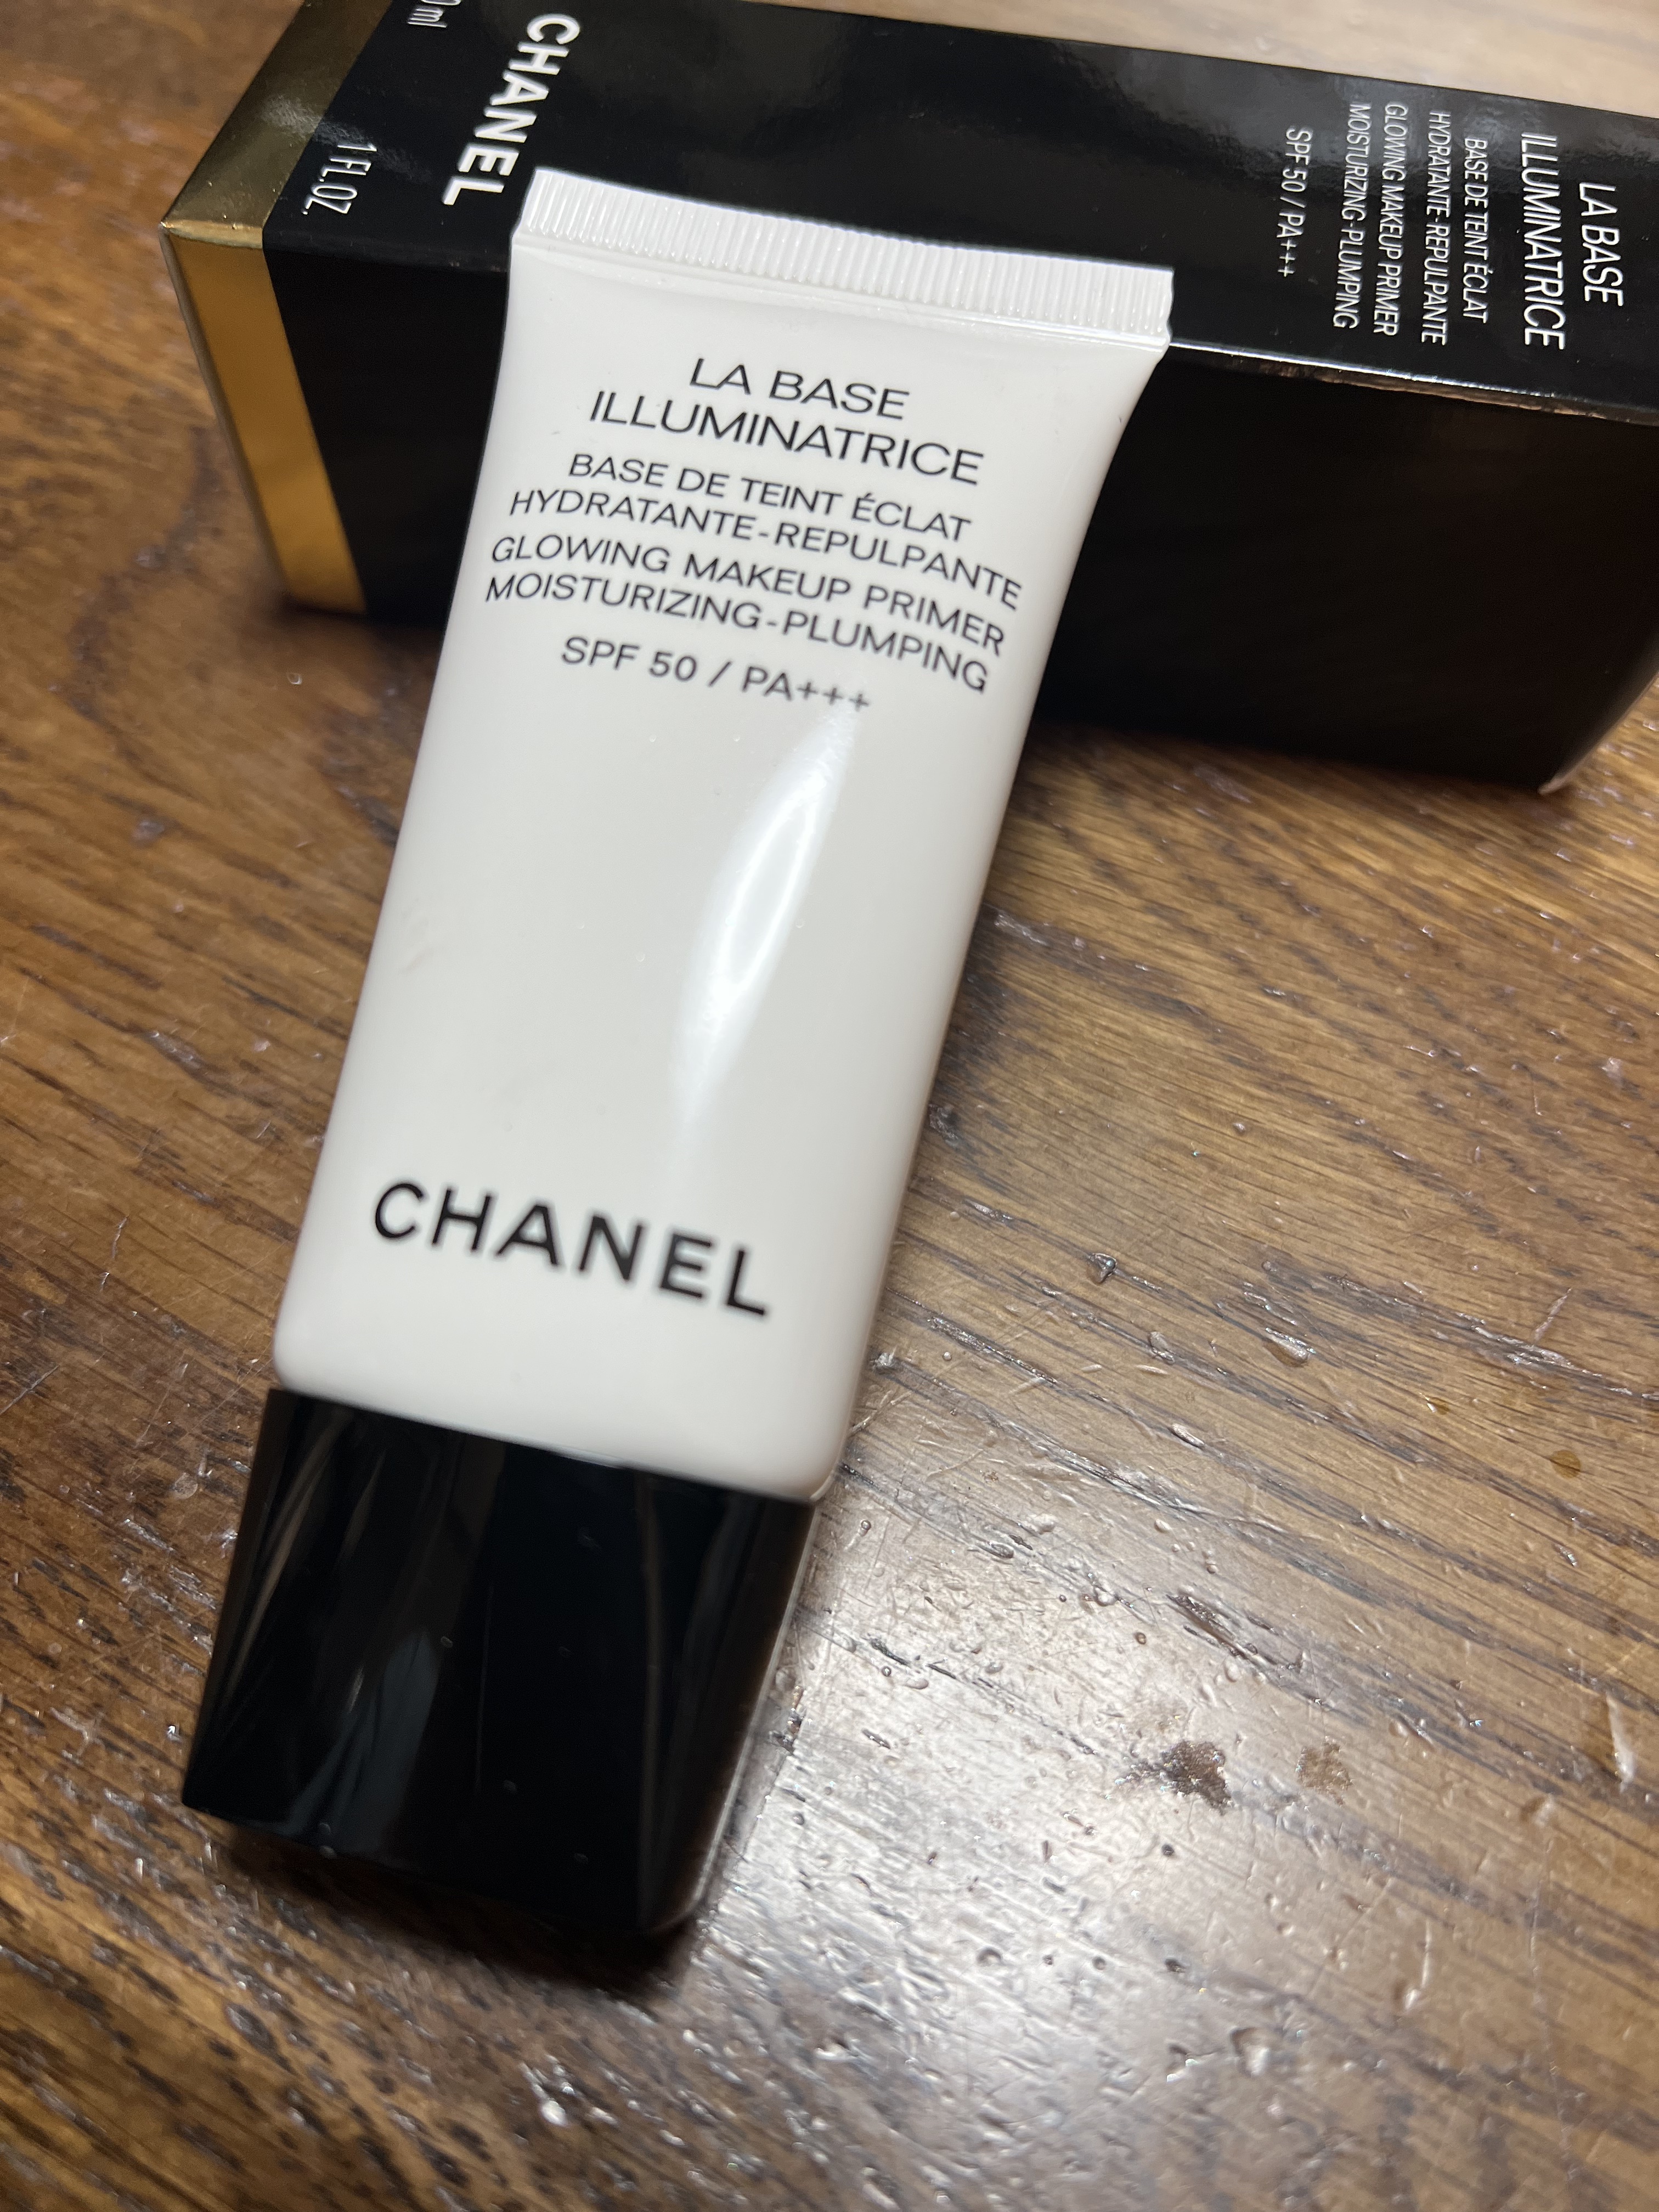 LA BASE
ILLUMINATRICE
BASE DE TEINT ÉCLAT
HYDRATANTE-REPULPANTE
GLOWING MAKEUP PRIMER
MOISTURIZING-PLUMPING
SPF 50 / PA+++
CHANEL
LA BASE
ILLUMINATRICE
BASE DE TEINT ÉCLAT
HYDRATANTE-REPULPANTE
GLOWING MAKEUP PRIMER
MOISTURIZING-PLUMPING
SPF 50 / PA+++
CHANEL
1 FL.OZ.